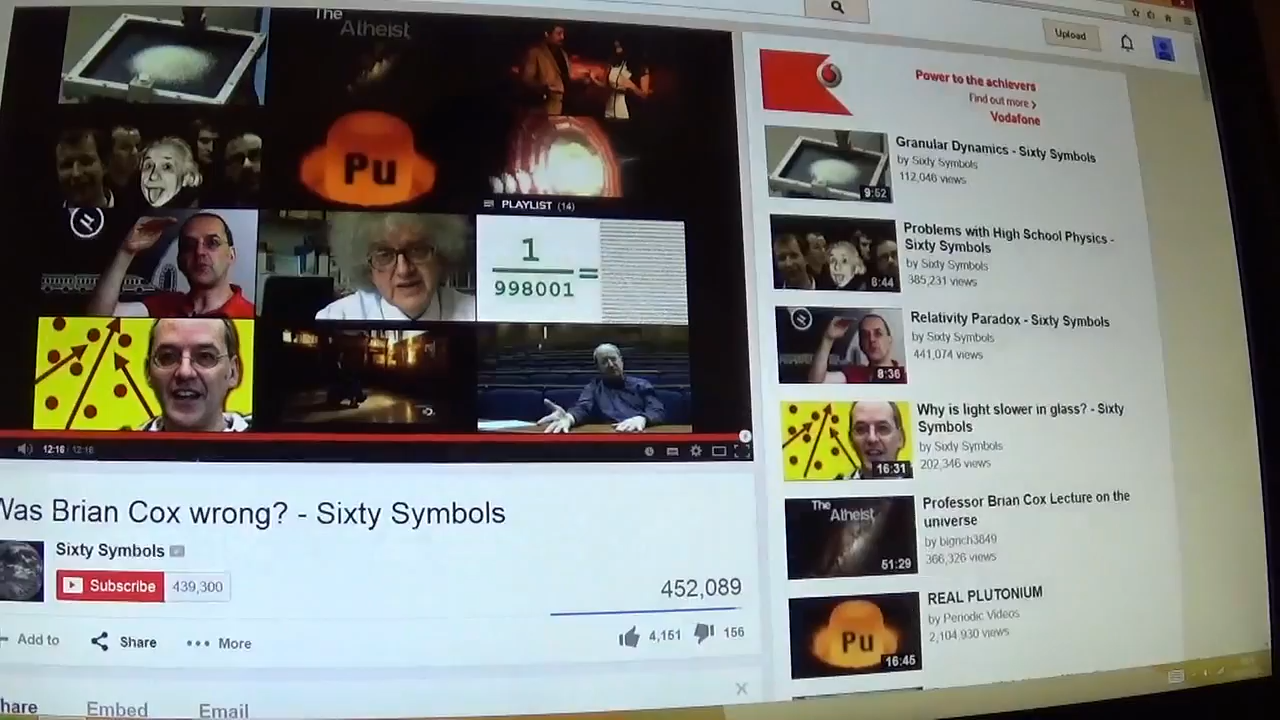 Upload
The
Atheist
Pu
PLAYLIST (14)
1
998001
=
12:16 / 12:16
Was Brian Cox wrong? - Sixty Symbols
Sixty Symbols
Subscribe 439,300
452,089
Add to Share More
4,151 156
hare Embed Email
Power to the achievers
Find out more >
Vodafone
9:52
Granular Dynamics - Sixty Symbols
by Sixty Symbols
112,046 views
8:44
Problems with High School Physics -
Sixty Symbols
by Sixty Symbols
385,231 views
8:36
Relativity Paradox - Sixty Symbols
by Sixty Symbols
441,074 views
16:31
Why is light slower in glass? - Sixty
Symbols
by Sixty Symbols
202,346 views
The
Atheist
51:29
Professor Brian Cox Lecture on the
universe
by bigrich3849
366,326 views
Pu
16:45
REAL PLUTONIUM
by Periodic Videos
2,104,930 views